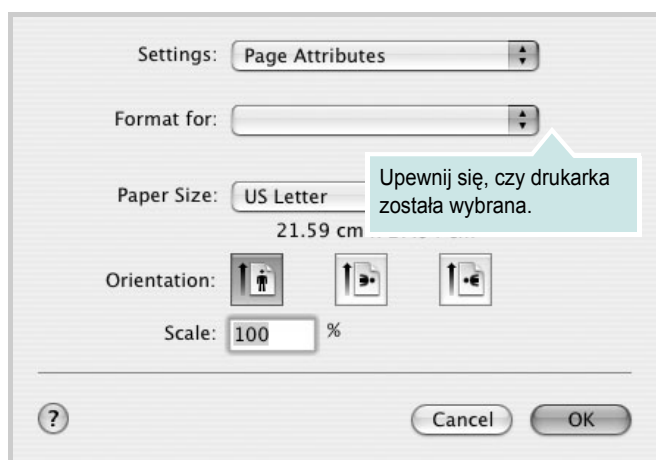 Settings: Page Attributes
Format for:
Upewnij się, czy drukarka
została wybrana.
Paper Size: US Letter
21.59 cm
Orientation:
Scale: 100 %
? Cancel OK